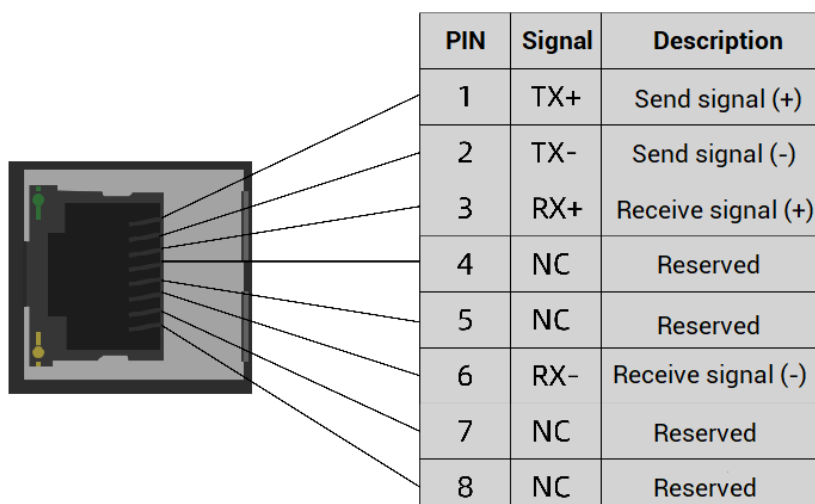 PIN Signal Description
1 TX+ Send signal (+)
2 TX- Send signal (-)
3 RX+ Receive signal (+)
4 NC Reserved
5 NC Reserved
6 RX- Receive signal (-)
7 NC Reserved
8 NC Reserved